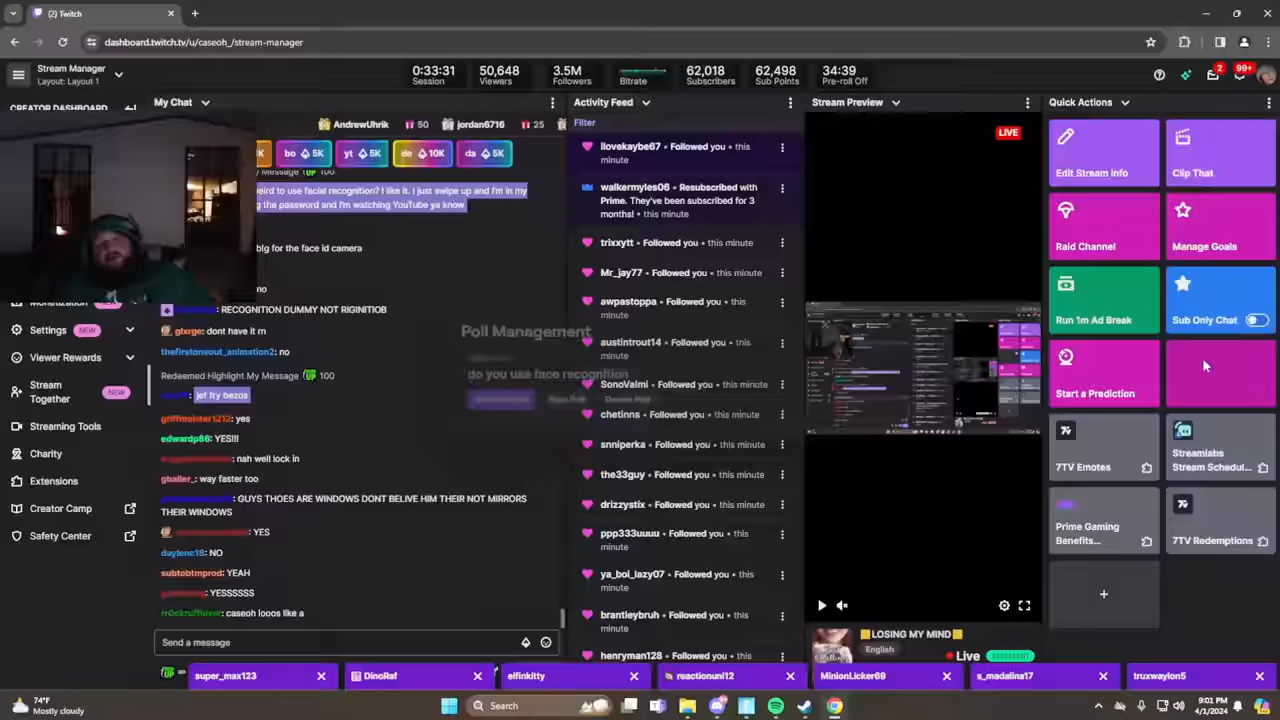 (2) Twitch
dashboard.twitch.tv/u/caseoh_/stream-manager
Stream Manager
Layout: Layout 1
0:33:31
Session
50,648
Viewers
3.5M
Followers
Bitrate
62,018
Subscribers
62,498
Sub Points
34:39
Pre-roll Off
2
99+
CREATOR DASHBOARD
My Chat
Activity Feed
Stream Preview
Quick Actions
AndrewUhrik
50
jordan6716
25
Filter
K
bo 5K
yt 5K
de 10K
da 5K
My Message 100
eird to use facial recognition? I like it. I just swipe up and I'm in my
g the password and I'm watching YouTube ya know
blg for the face id camera
no
RECOGNITION DUMMY NOT RIGINITIOB
gtxrge: dont have it rn
thefirstoneout_animation2: no
Redeemed Highlight My Message 100
jef fry bezos
griffmeister1212: yes
edwardp86: YES!!!
nah well lock in
gballer_: way faster too
GUYS THOES ARE WINDOWS DONT BELIVE HIM THEIR NOT MIRRORS
THEIR WINDOWS
YES
daylenc18: NO
subtobtmprod: YEAH
YESSSSSS
caseoh looos like a
Send a message
Poll Management
do you use face recognition
Monetization
Settings
NEW
Viewer Rewards
Stream
Together
NEW
Streaming Tools
Charity
Extensions
Creator Camp
Safety Center
ilovekaybe67 • Followed you • this
minute
walkermyles06 • Resubscribed with
Prime. They've been subscribed for 3
months! • this minute
trixxytt • Followed you • this minute
Mr_jay77 • Followed you • this minute
awpastoppa • Followed you • this
minute
austintrout14 • Followed you • this
minute
SonoValmi • Followed you • this minute
chetinns • Followed you • this minute
snniperka • Followed you • this minute
the33guy • Followed you • this minute
drizzystix • Followed you • this minute
ppp333uuuu • Followed you • this
minute
ya_boi_lazy07 • Followed you • this
minute
brantleybruh • Followed you • this
minute
henryman128 • Followed you • this
LIVE
LOSING MY MIND
English
Live
Edit Stream Info
Clip That
Raid Channel
Manage Goals
Run 1m Ad Break
Sub Only Chat
Start a Prediction
7TV Emotes
Streamlabs
Stream Schedul...
Prime Gaming
Benefits...
7TV Redemptions
super_max123
DinoRaf
elfinkitty
reactionuni12
MinionLicker69
s_madalina17
truxwaylon5
74°F
Mostly cloudy
Search
9:01 PM
4/1/2024